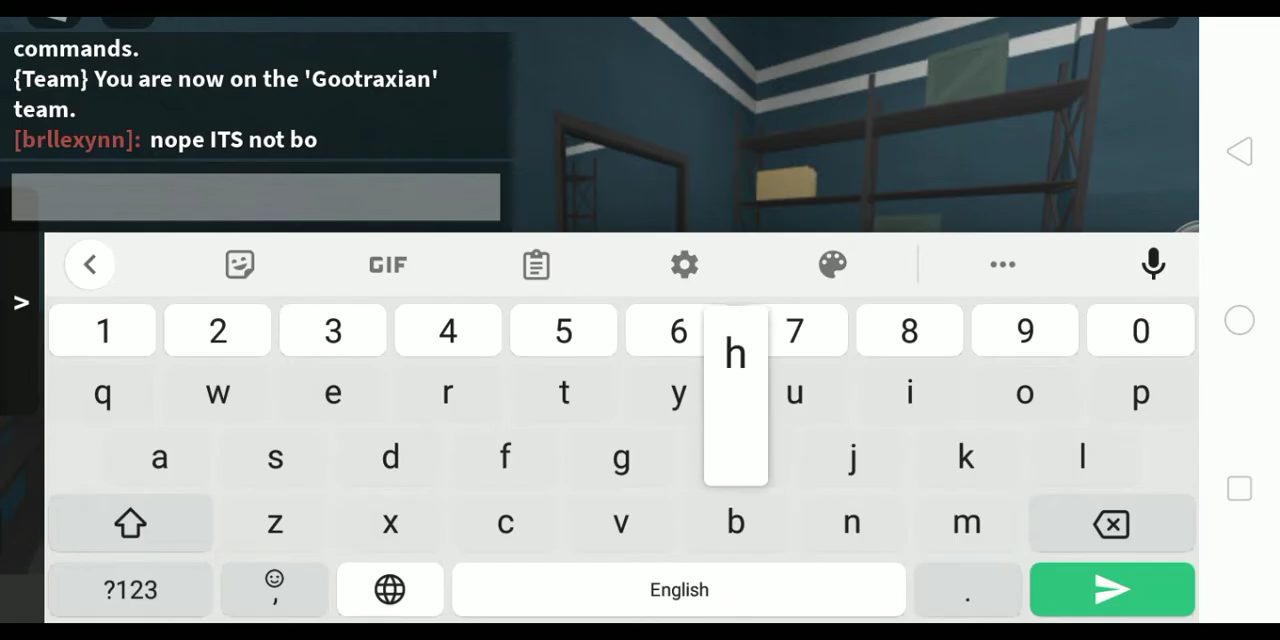 commands.
{Team} You are now on the 'Gootraxian'
team.
[brllexynn]: nope ITS not bo
>
GIF
1 2 3 4 5 6 7 8 9 0
q w e r t y u i o p
a s d f g h j k l
z x c v b n m
?123 , English .